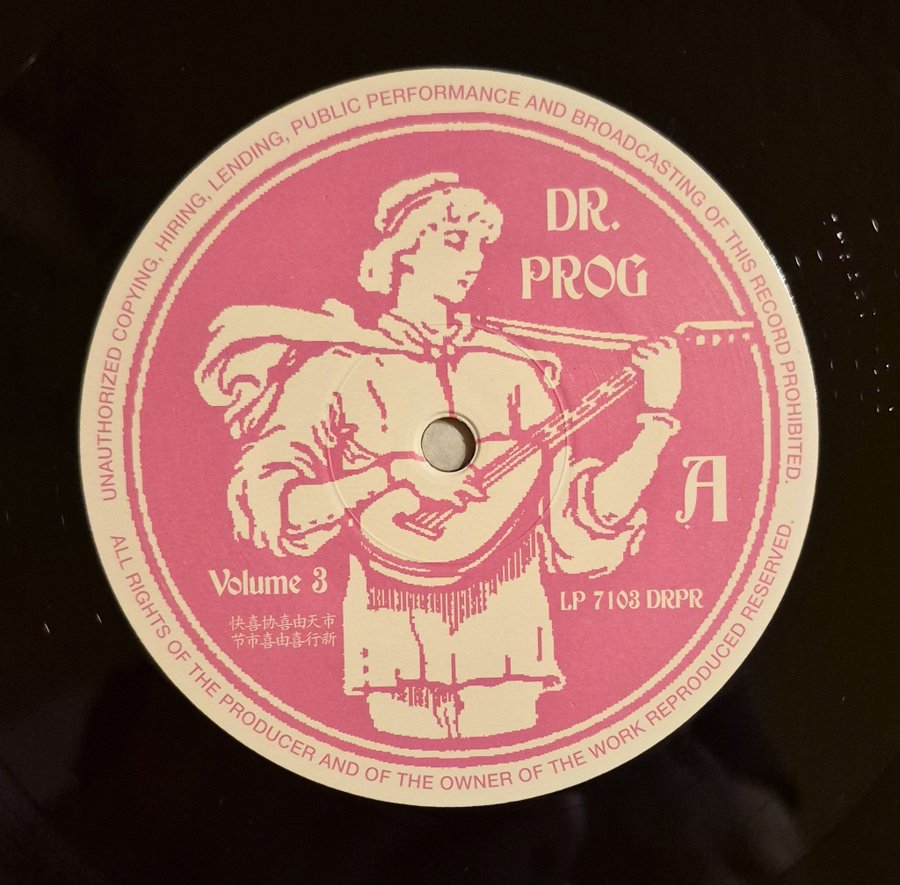 UNAUTHORIZED COPYING, HIRING, LENDING, PUBLIC PERFORMANCE AND BROADCASTING OF THIS RECORD PROHIBITED.
DR.
PROG
A
Volume 3
快喜协喜由天市
节市喜由喜行新
LP 7103 DRPR
ALL RIGHTS OF THE PRODUCER AND OF THE OWNER OF THE WORK REPRODUCED RESERVED.